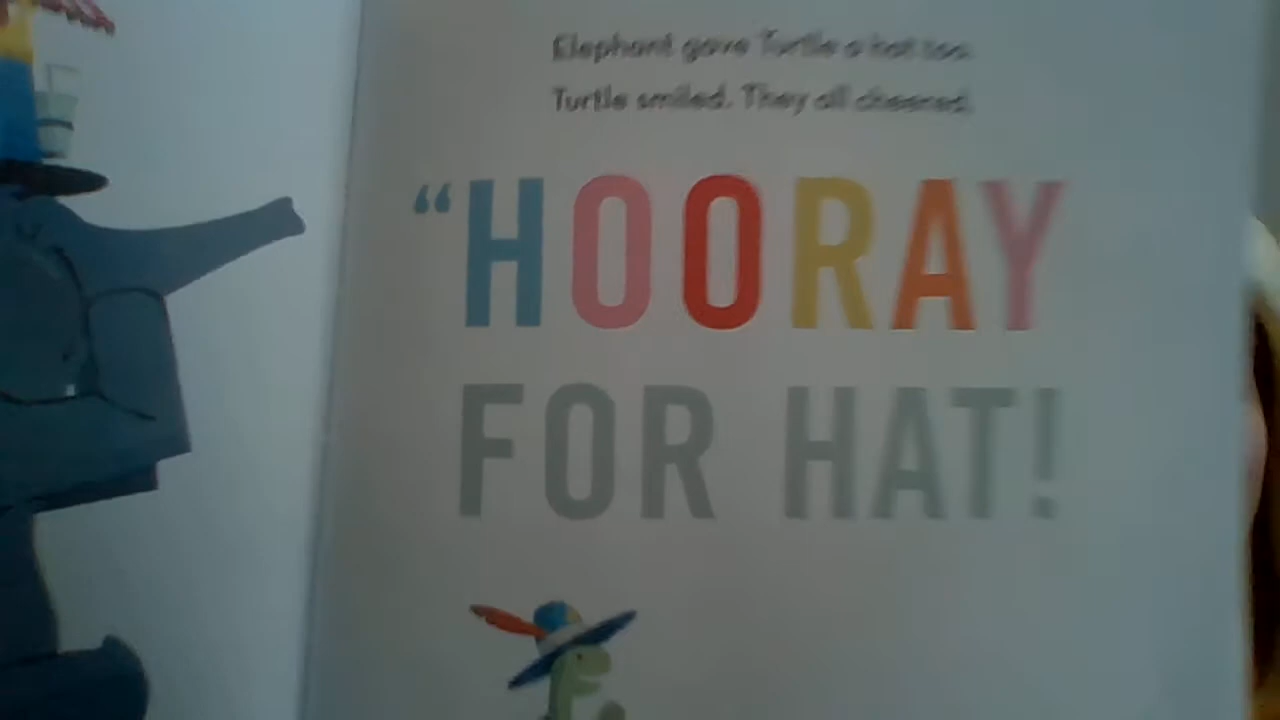 Elephant gave Turtle a hat too.
Turtle smiled. They all cheered,
“HOORAY
FOR HAT!